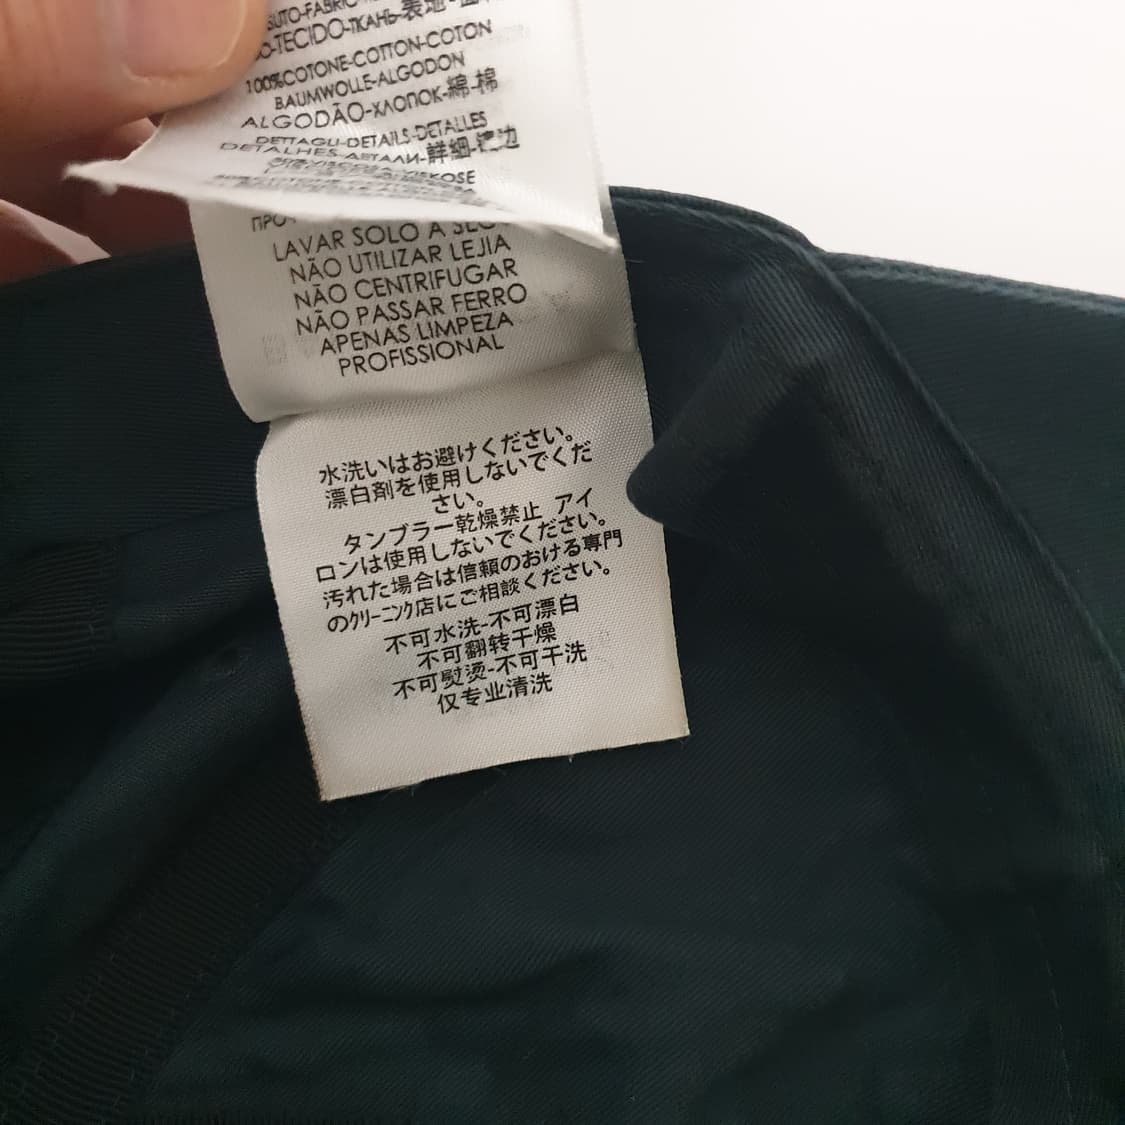 SUTO-FABRIC-
TECIDO-ТКАНЬ-表地-
100%COTONE-COTTON-COTON
BAUMWOLLE-ALGODON
ALGODÃO-ХЛОПОК-綿-棉
DETTAGLI-DETAILS-DETALLES
DETALHES-ДЕТАЛИ-詳細-
LAVAR SOLO A
NÃO UTILIZAR LEJIA
NÃO CENTRIFUGAR
NÃO PASSAR FERRO
APENAS LIMPEZA
PROFISSIONAL
水洗いはお避けください。
漂白剤を使用しないでくだ
さい。
タンブラー乾燥禁止 アイ
ロンは使用しないでください。
汚れた場合は信頼のおける専門
のｸﾘｰﾆﾝｸ店にご相談ください。
不可水洗-不可漂白
不可翻转干燥
不可熨烫-不可干洗
仅专业清洗